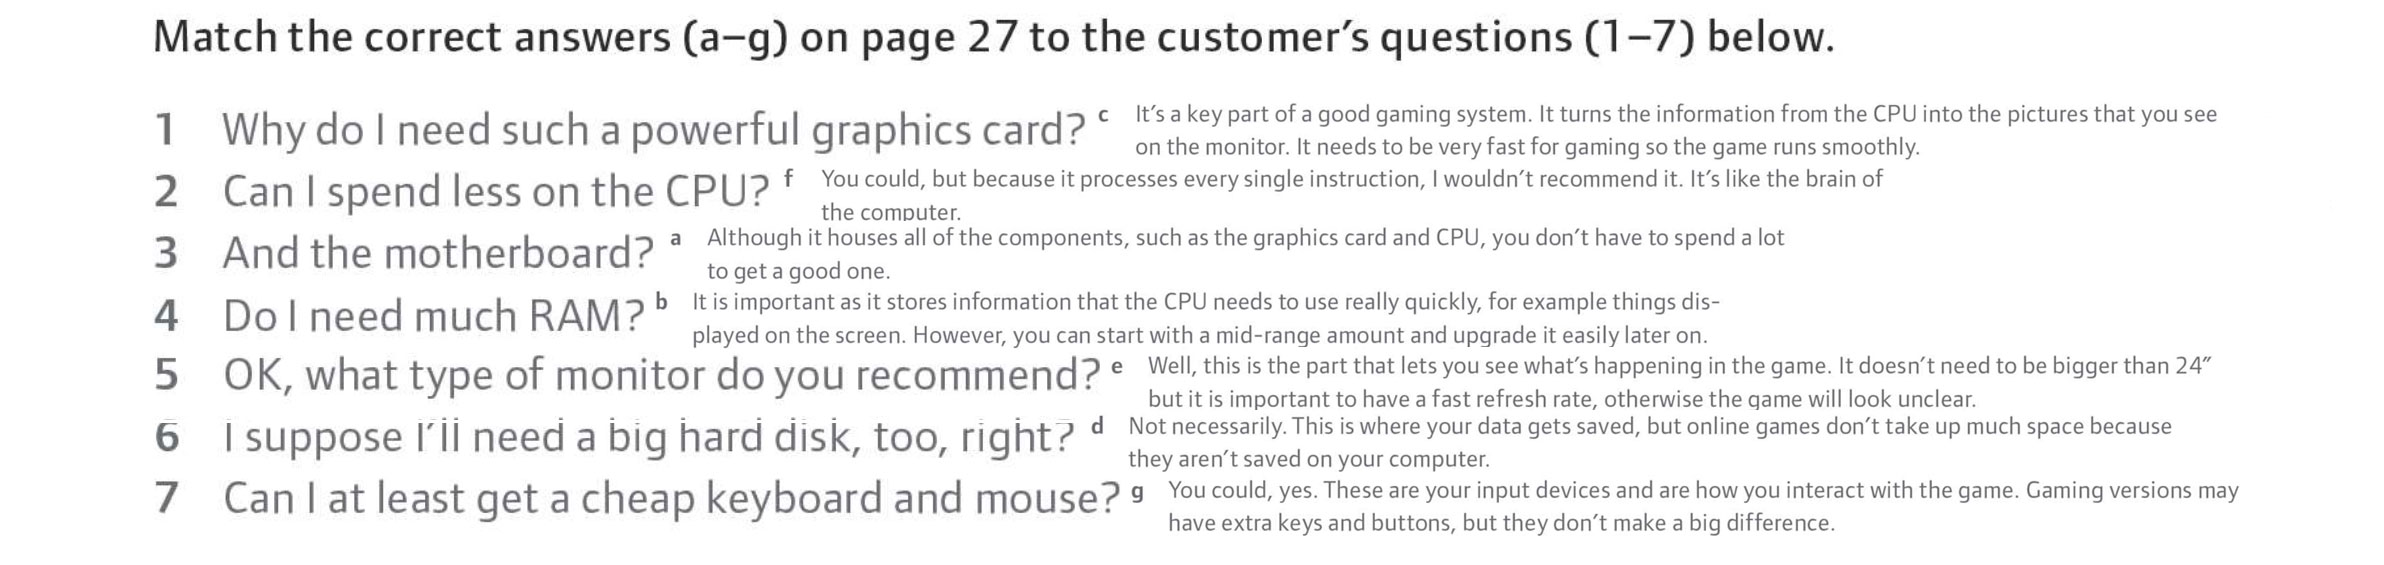 Match the correct answers (a–g) on page 27 to the customer's questions (1–7) below.
1 Why do I need such a powerful graphics card? c It's a key part of a good gaming system. It turns the information from the CPU into the pictures that you see
on the monitor. It needs to be very fast for gaming so the game runs smoothly.
2 Can I spend less on the CPU? f You could, but because it processes every single instruction, I wouldn't recommend it. It's like the brain of
the computer.
3 And the motherboard? a Although it houses all of the components, such as the graphics card and CPU, you don't have to spend a lot
to get a good one.
4 Do I need much RAM? b It is important as it stores information that the CPU needs to use really quickly, for example things dis-
played on the screen. However, you can start with a mid-range amount and upgrade it easily later on.
5 OK, what type of monitor do you recommend? e Well, this is the part that lets you see what's happening in the game. It doesn't need to be bigger than 24″
but it is important to have a fast refresh rate, otherwise the game will look unclear.
6 I suppose I'll need a big hard disk, too, right? d Not necessarily. This is where your data gets saved, but online games don't take up much space because
they aren't saved on your computer.
7 Can I at least get a cheap keyboard and mouse? g You could, yes. These are your input devices and are how you interact with the game. Gaming versions may
have extra keys and buttons, but they don't make a big difference.